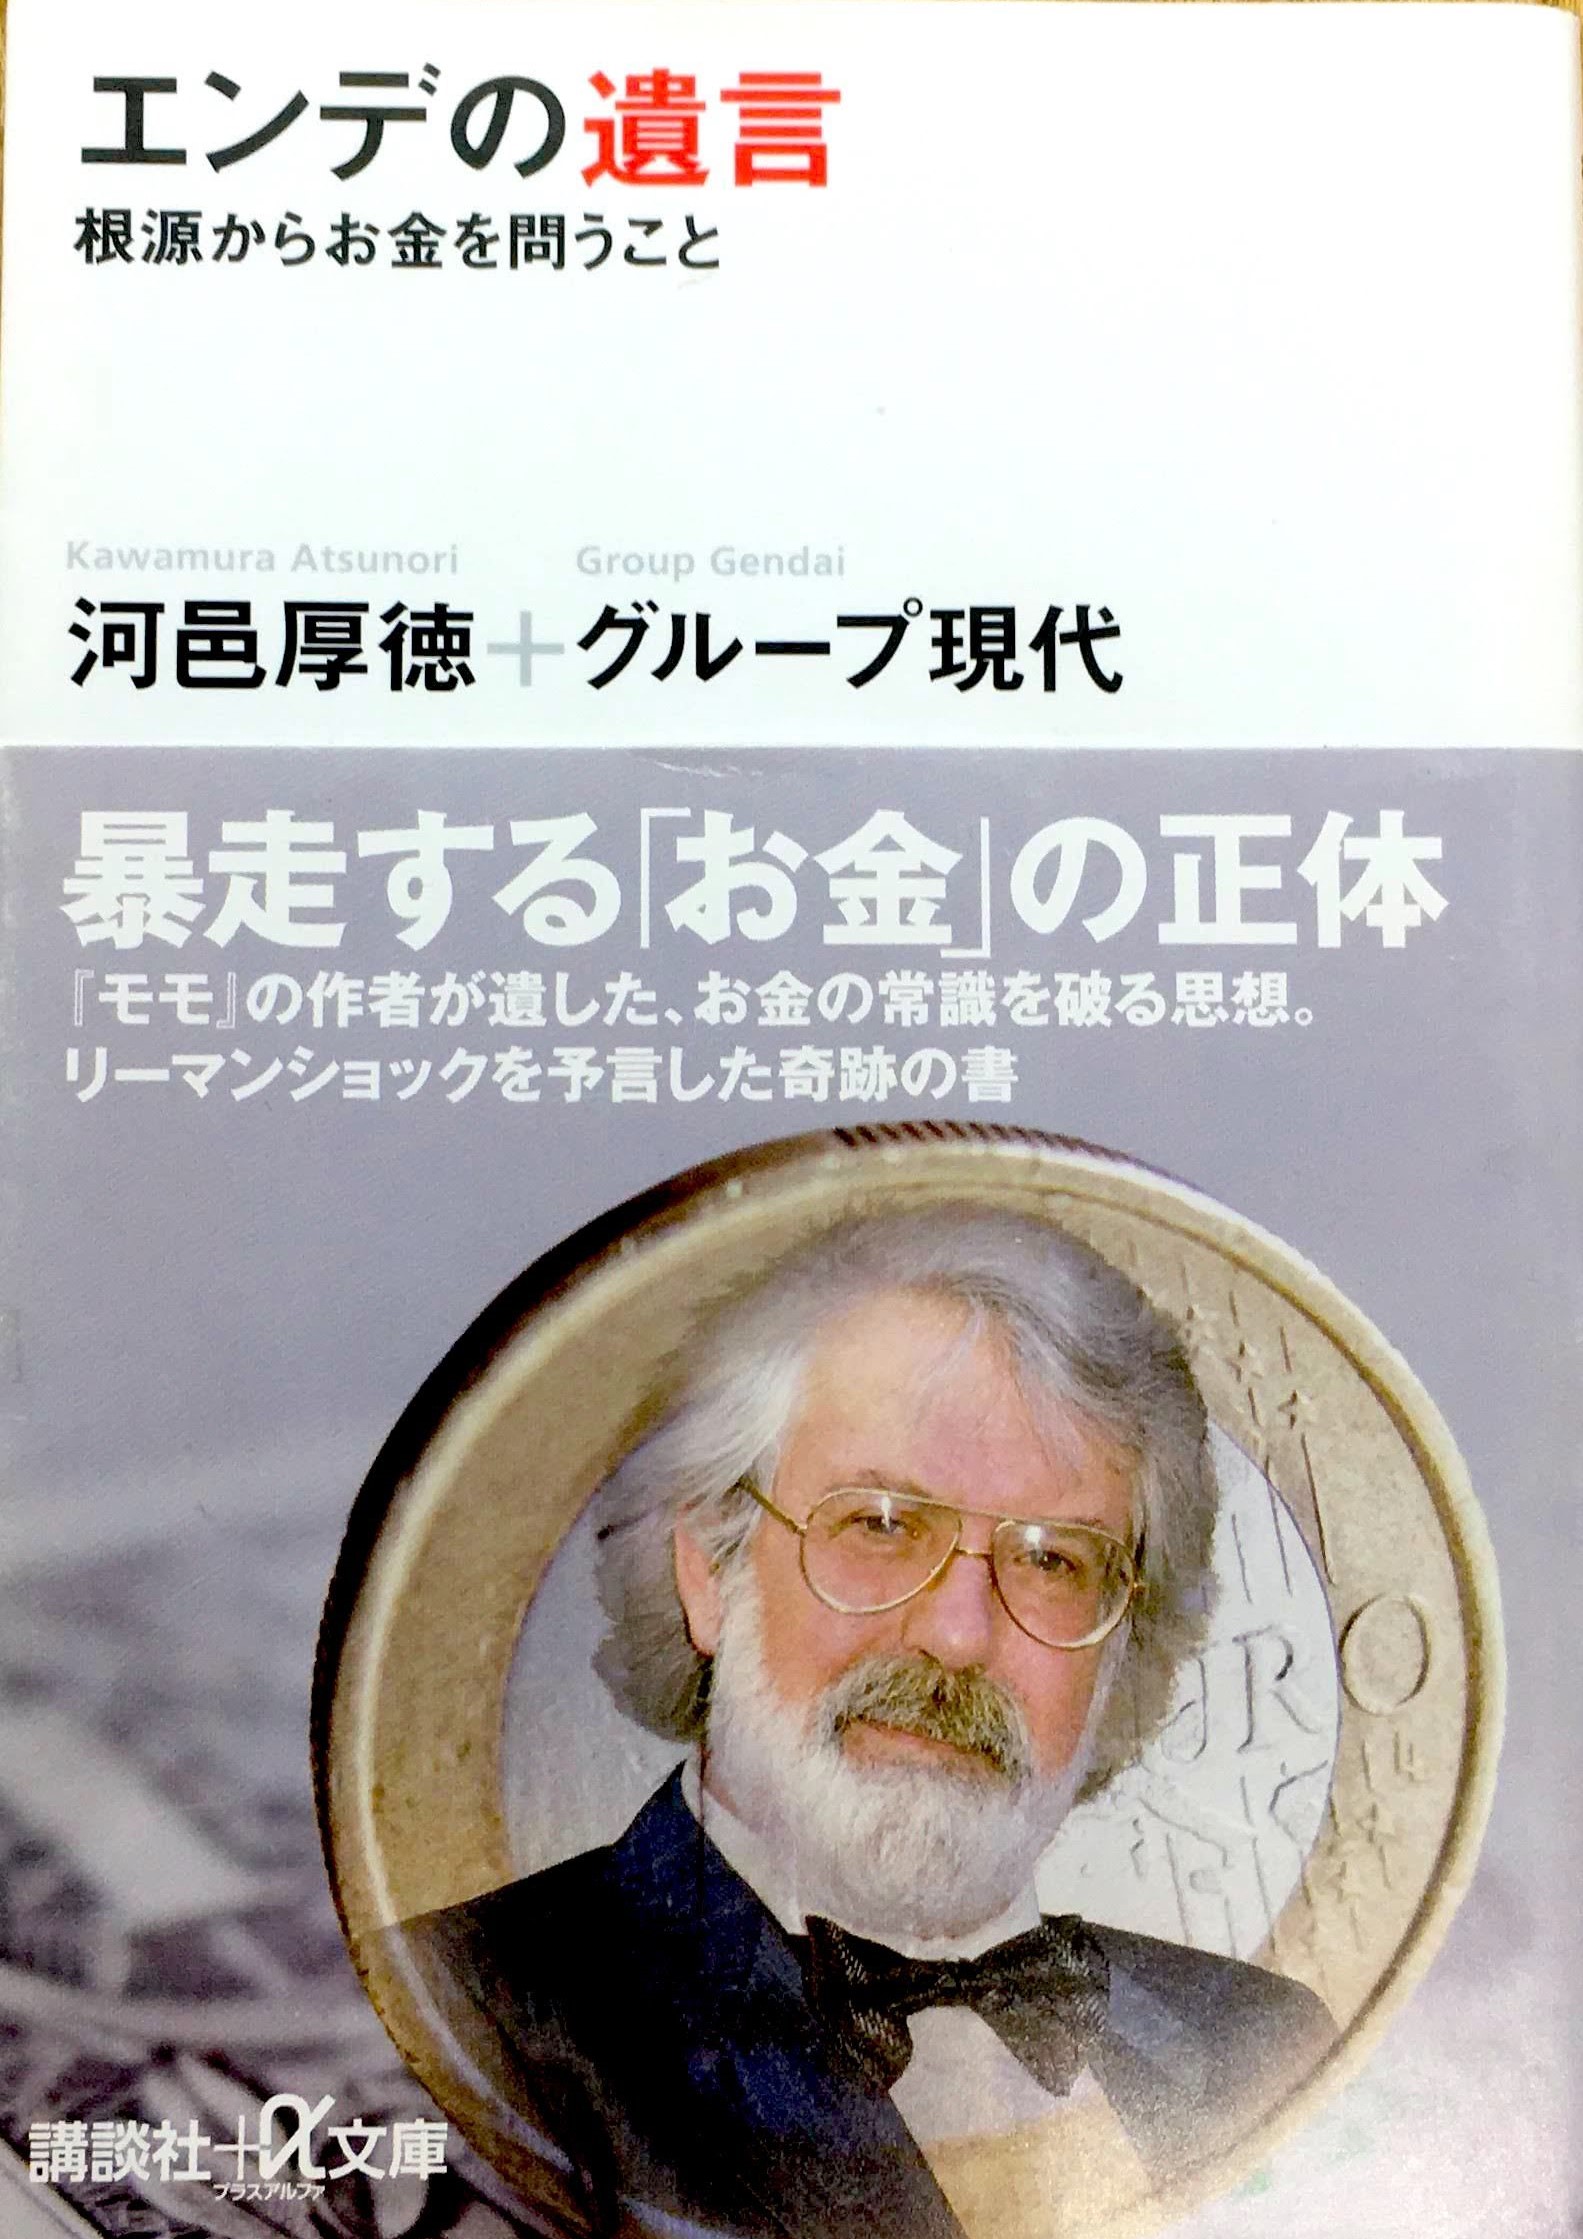 エンデの遺言
根源からお金を問うこと
Kawamura Atsunori Group Gendai
河邑厚徳+グループ現代
暴走する「お金」の正体
『モモ』の作者が遺した、お金の常識を破る思想。
リーマンショックを予言した奇跡の書
講談社+α文庫
プラスアルファ